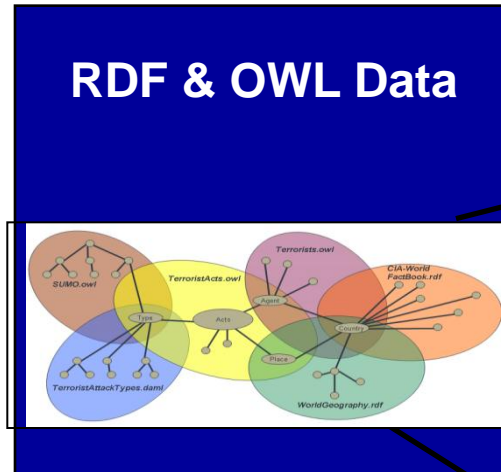 RDF & OWL Data
SUMO.owl
TerroristActs.owl
Terrorists.owl
CIA-World
FactBook.rdf
Type
Acts
Agent
Country
Place
TerroristAttackTypes.daml
WorldGeography.rdf